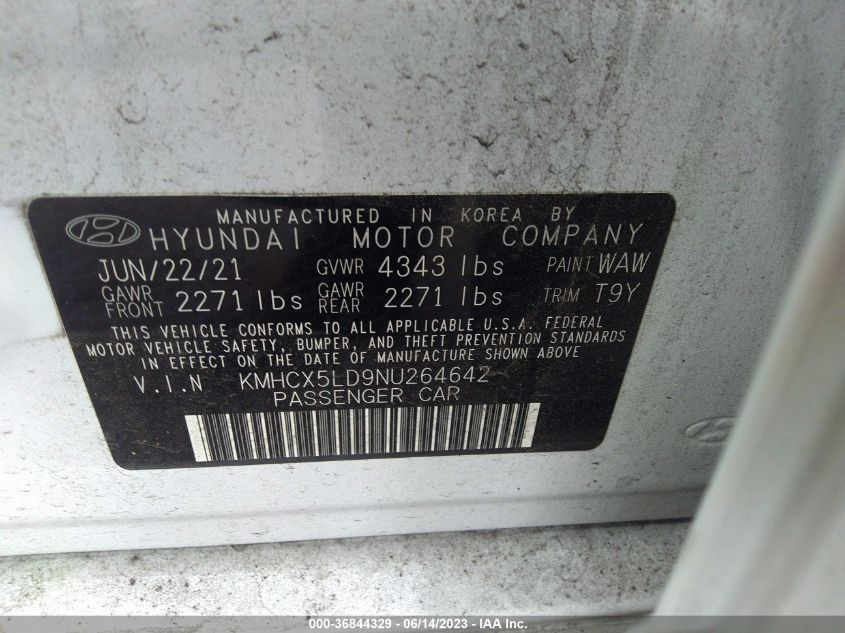 MANUFACTURED IN KOREA BY
HYUNDAI MOTOR COMPANY
JUN/22/21 GVWR 4343 lbs PAINT WAW
GAWR FRONT 2271 lbs GAWR REAR 2271 lbs TRIM T9Y
THIS VEHICLE CONFORMS TO ALL APPLICABLE U.S.A. FEDERAL
MOTOR VEHICLE SAFETY, BUMPER, AND THEFT PREVENTION STANDARDS
IN EFFECT ON THE DATE OF MANUFACTURE SHOWN ABOVE.
V.I.N KMHCX5LD9NU264642
PASSENGER CAR
000-36844329 - 06/14/2023 - IAA Inc.